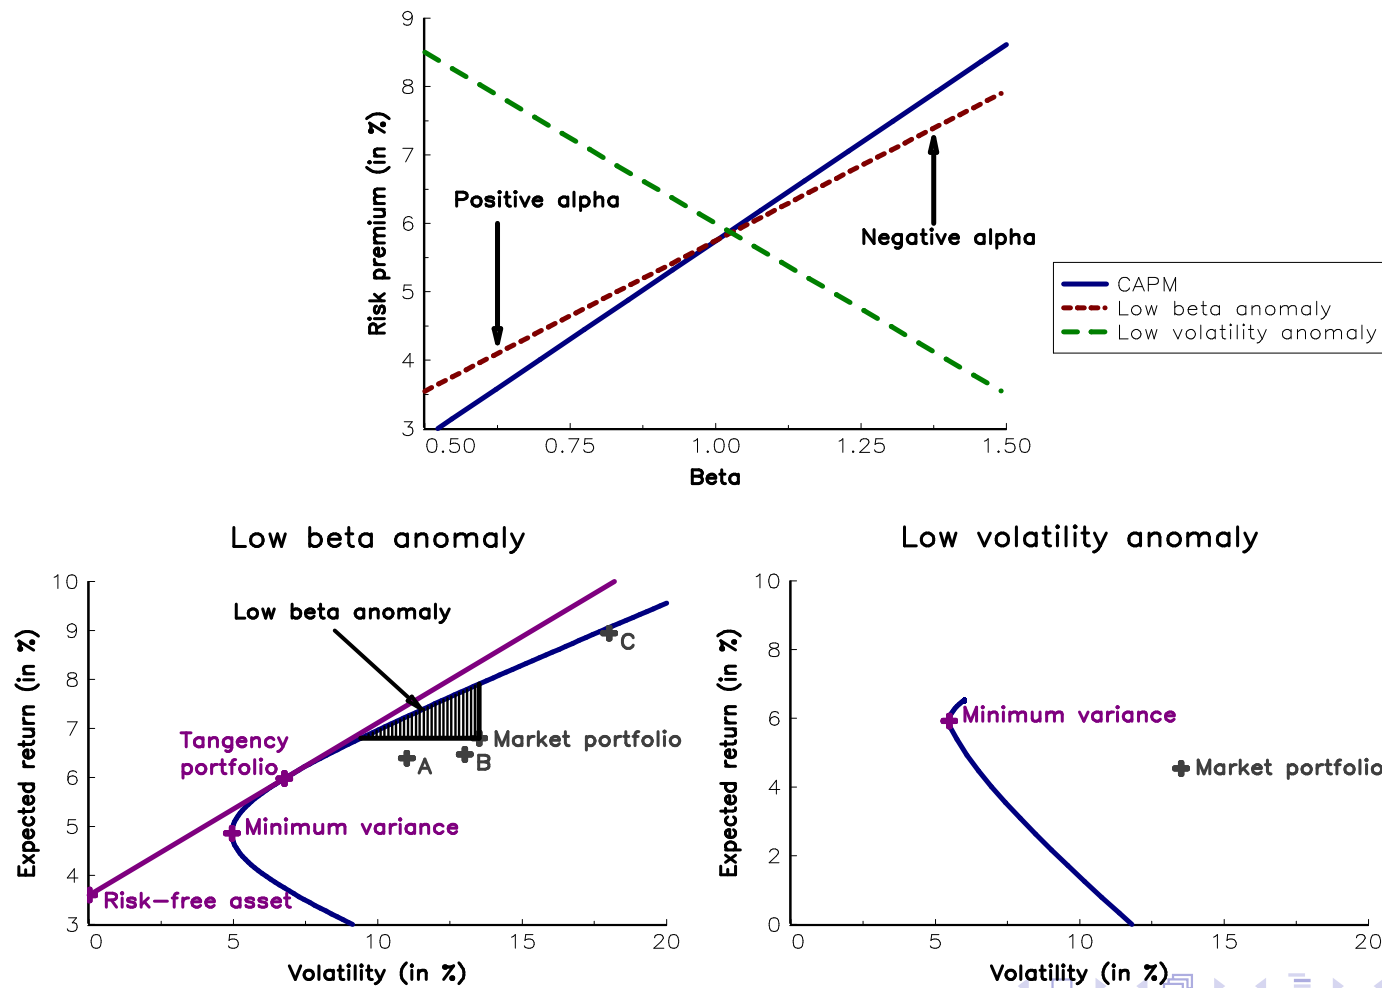 9
8
7
6
5
4
3
Risk premium (in %)
Positive alpha
Negative alpha
0.50 0.75 1.00 1.25 1.50
Beta
CAPM
Low beta anomaly
Low volatility anomaly
Low beta anomaly
10
9
8
7
6
5
4
3
Expected return (in %)
Low beta anomaly
C
Market portfolio
A
B
Tangency
portfolio
Minimum variance
Risk-free asset
0 5 10 15 20
Volatility (in %)
Low volatility anomaly
10
8
6
4
2
0
Expected return (in %)
Minimum variance
Market portfolio
0 5 10 15 20
Volatility (in %)